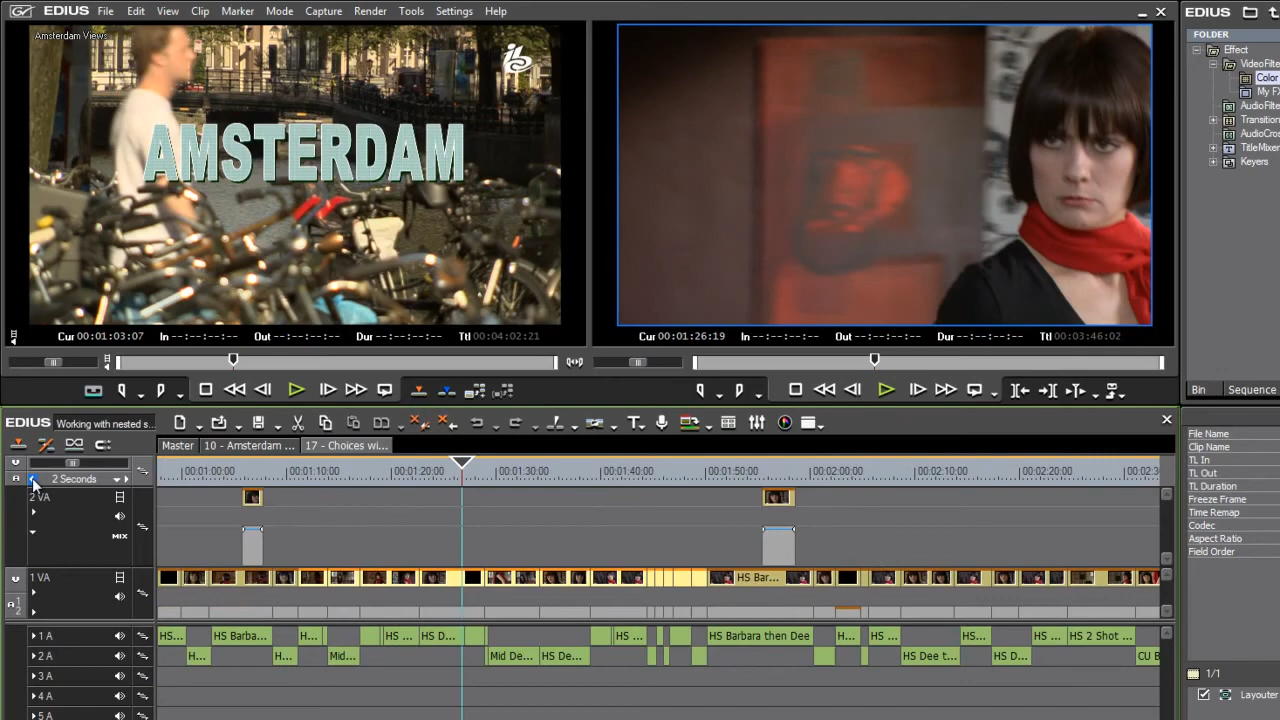 EDIUS File Edit View Clip Marker Mode Capture Render Tools Settings Help
EDIUS
FOLDER
Effect
VideoFilte
Color
My FX
AudioFilte
Transition
AudioCros
TitleMixer
Keyers
Amsterdam Views
AMSTERDAM
Cur 00:01:03:07 In --:--:--:-- Out --:--:--:-- Dur --:--:--:-- Ttl 00:04:02:21
Cur 00:01:26:19 In --:--:--:-- Out --:--:--:-- Dur --:--:--:-- Ttl 00:03:46:02
Bin Sequence
EDIUS Working with nested s...
Master 10 - Amsterdam ... 17 - Choices wi...
00:01:00:00 00:01:10:00 00:01:20:00 00:01:30:00 00:01:40:00 00:01:50:00 00:02:00:00 00:02:10:00 00:02:20:00 00:02:3
2 Seconds
2 VA
MIX
1 VA HS Bar...
1
2
1 A HS... HS Barba... H... HS ... HS D... HS ... HS Barbara then Dee H... HS ... HS... HS ... HS 2 Shot ...
2 A H... H... Mid... Mid De... HS De... HS Dee t... HS D... CU B
3 A
4 A
5 A
File Name
Clip Name
TL In
TL Out
TL Duration
Freeze Frame
Time Remap
Codec
Aspect Ratio
Field Order
1/1
Layouter